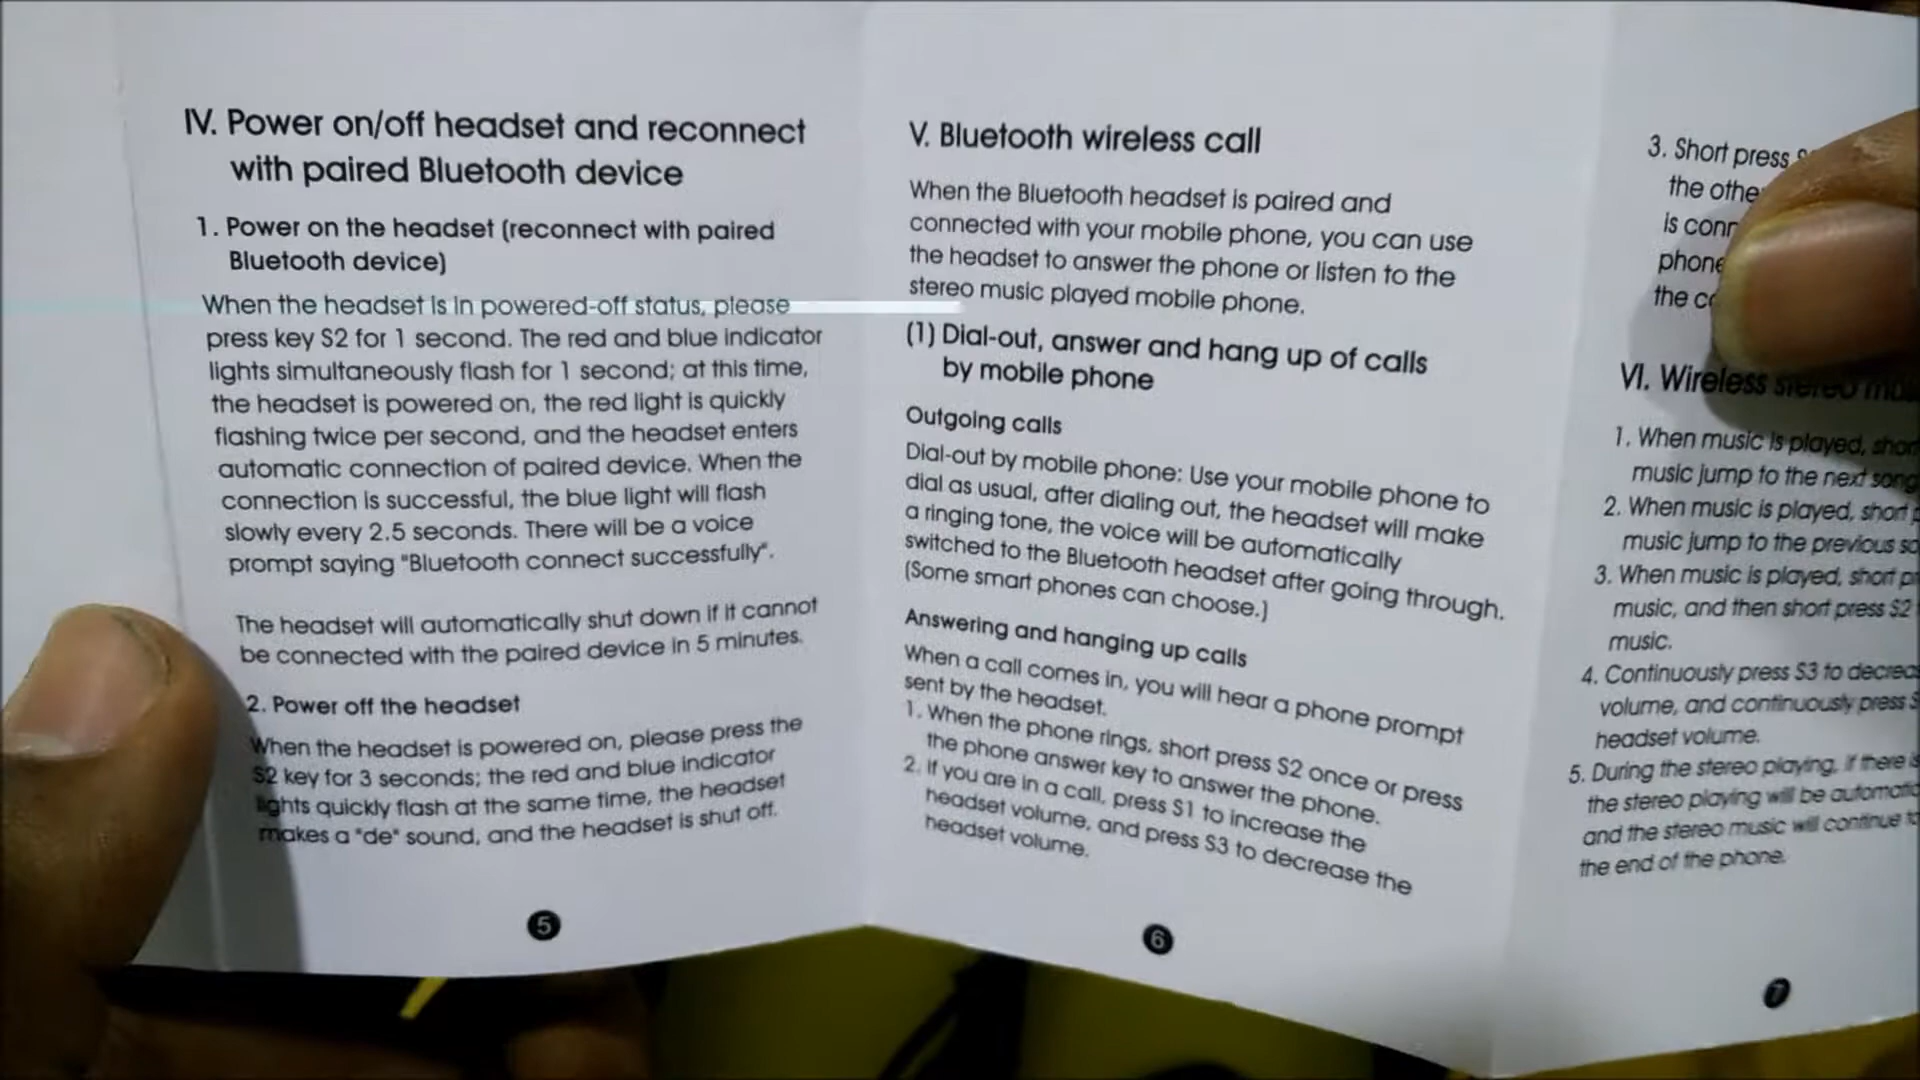 IV. Power on/off headset and reconnect
with paired Bluetooth device
1. Power on the headset (reconnect with paired
Bluetooth device)
When the headset is in powered-off status, please
press key S2 for 1 second. The red and blue indicator
lights simultaneously flash for 1 second; at this time,
the headset is powered on, the red light is quickly
flashing twice per second, and the headset enters
automatic connection of paired device. When the
connection is successful, the blue light will flash
slowly every 2.5 seconds. There will be a voice
prompt saying "Bluetooth connect successfully".
The headset will automatically shut down if it cannot
be connected with the paired device in 5 minutes.
2. Power off the headset
When the headset is powered on, please press the
S2 key for 3 seconds; the red and blue indicator
lights quickly flash at the same time, the headset
makes a "de" sound, and the headset is shut off.
5
V. Bluetooth wireless call
When the Bluetooth headset is paired and
connected with your mobile phone, you can use
the headset to answer the phone or listen to the
stereo music played mobile phone.
(1) Dial-out, answer and hang up of calls
by mobile phone
Outgoing calls
Dial-out by mobile phone: Use your mobile phone to
dial as usual, after dialing out, the headset will make
a ringing tone, the voice will be automatically
switched to the Bluetooth headset after going through.
(Some smart phones can choose.)
Answering and hanging up calls
When a call comes in, you will hear a phone prompt
sent by the headset.
1. When the phone rings, short press S2 once or press
the phone answer key to answer the phone.
2. If you are in a call, press S1 to increase the
headset volume, and press S3 to decrease the
headset volume.
6
3. Short press
the
is
phone
the
VI. Wireless stereo
1. When music is played, short
music jump to the next song
2. When music is played, short
music jump to the previous
3. When music is played, short
music, and then short press S2
music.
4. Continuously press S3 to
volume, and continuously press
headset volume.
5. During the stereo playing, if there
the stereo playing will be
and the stereo music will continue
the end of the phone.
7